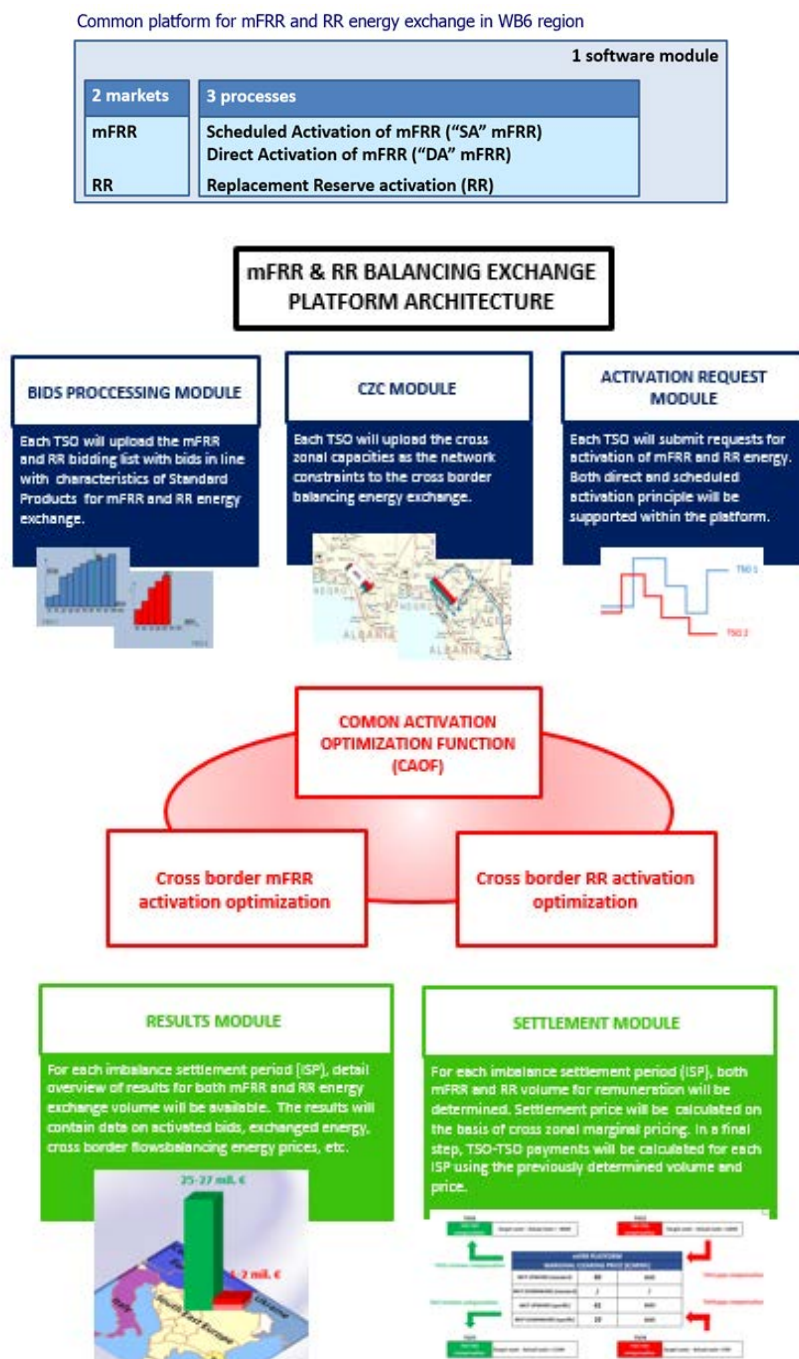 Common platform for mFRR and RR energy exchange in WB6 region
1 software module
2 markets
3 processes
mFRR
Scheduled Activation of mFRR (“SA” mFRR)
Direct Activation of mFRR (“DA” mFRR)
RR
Replacement Reserve activation (RR)
mFRR & RR BALANCING EXCHANGE
PLATFORM ARCHITECTURE
BIDS PROCCESSING MODULE
Each TSO will upload the mFRR
and RR bidding list with bids in line
with characteristics of Standard
Products for mFRR and RR energy
exchange.
CZC MODULE
Each TSO will upload the cross
zonal capacities as the network
constraints to the cross border
balancing energy exchange.
ACTIVATION REQUEST
MODULE
Each TSO will submit requests for
activation of mFRR and RR energy.
Both direct and scheduled
activation principle will be
supported within the platform.
ALBANIA
ALBANIA
TSO 1
TSO 2
COMON ACTIVATION
OPTIMIZATION FUNCTION
(CAOF)
Cross border mFRR
activation optimization
Cross border RR activation
optimization
RESULTS MODULE
For each imbalance settlement period (ISP), detail
overview of results for both mFRR and RR energy
exchange volume will be available. The results will
contain data on activated bids, exchanged energy,
cross border flowsbalancing energy prices, etc.
25-27 mil. €
1-2 mil. €
Italy
South East Europe
Ukraine
SETTLEMENT MODULE
For each imbalance settlement period (ISP), both
mFRR and RR volume for remuneration will be
determined. Settlement price will be calculated on
the basis of cross zonal marginal pricing. In a final
step, TSO-TSO payments will be calculated for each
ISP using the previously determined volume and
price.
mFRR PLATFORM